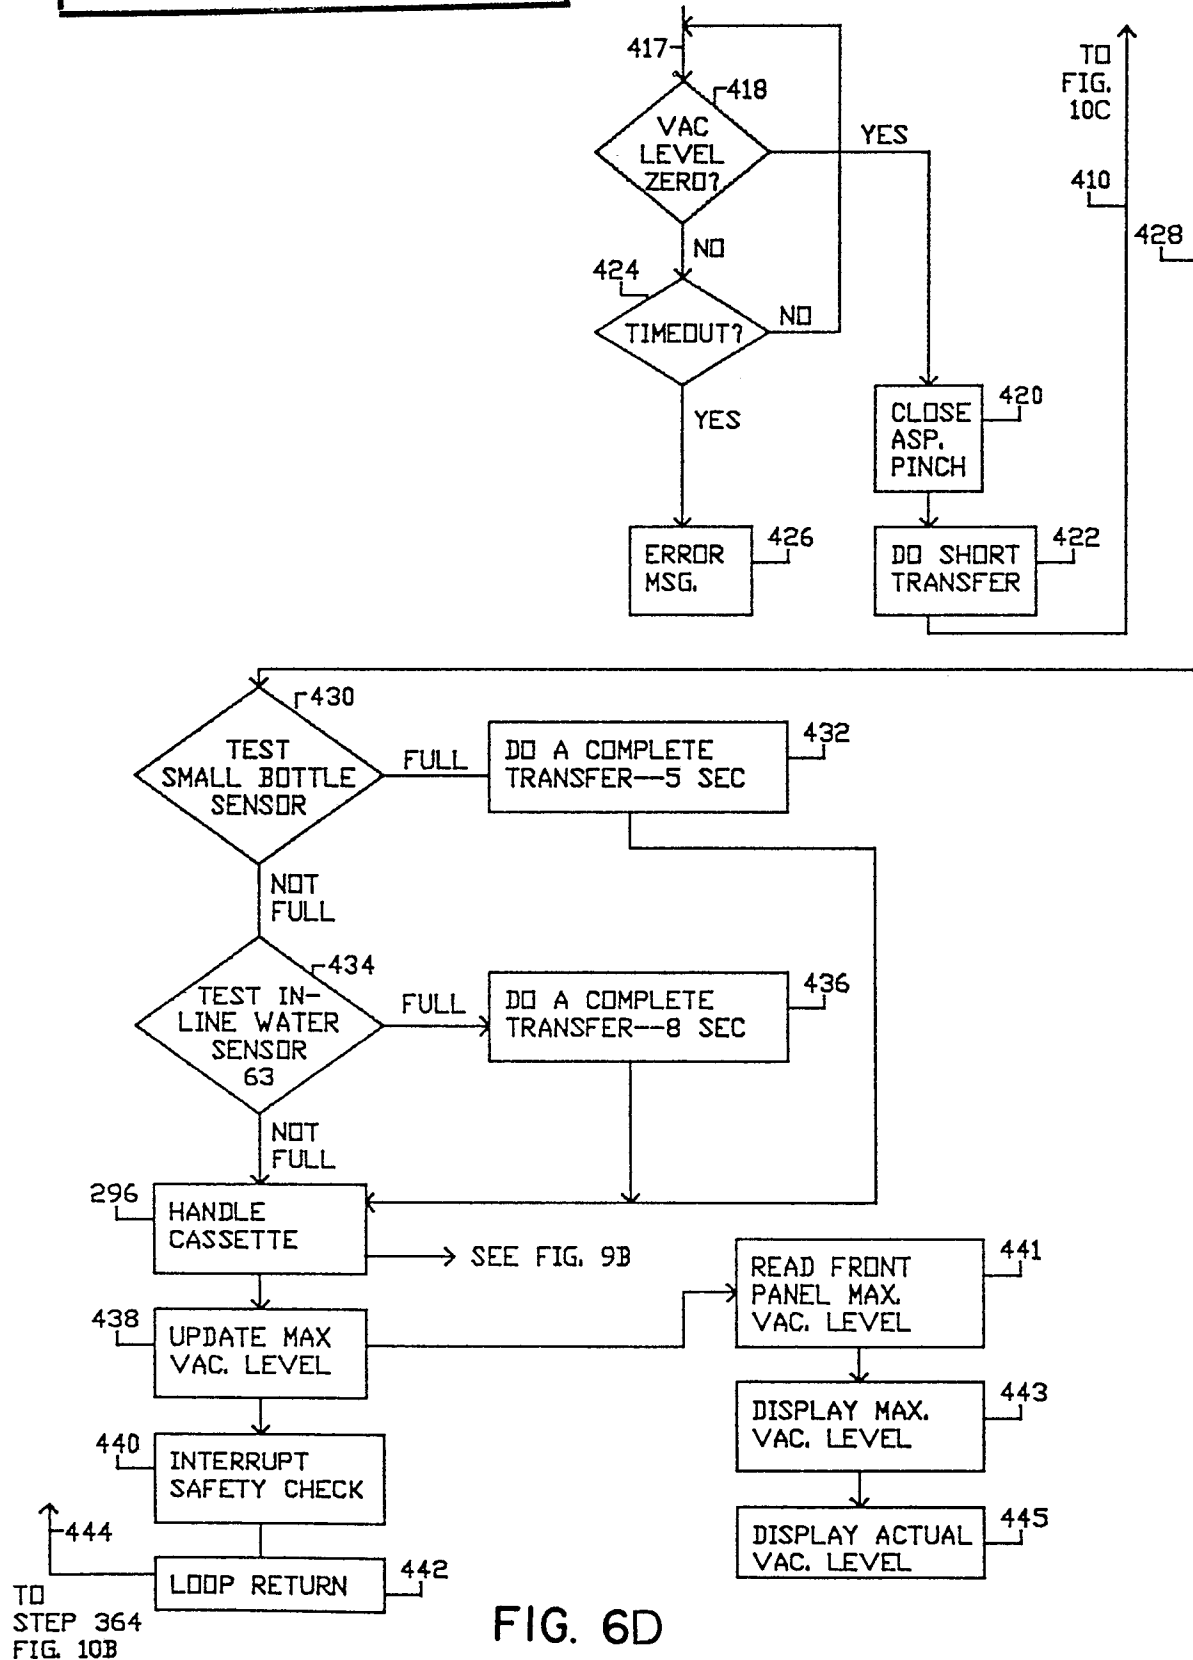 417
418
VAC
LEVEL
ZERO?
YES
TO
FIG.
10C
410
428
NO
424
TIMEOUT?
NO
YES
CLOSE
ASP.
PINCH
420
ERROR
MSG.
426
DO SHORT
TRANSFER
422
430
TEST
SMALL BOTTLE
SENSOR
FULL
DO A COMPLETE
TRANSFER--5 SEC
432
NOT
FULL
434
TEST IN-
LINE WATER
SENSOR
63
FULL
DO A COMPLETE
TRANSFER--8 SEC
436
NOT
FULL
296
HANDLE
CASSETTE
SEE FIG. 9B
438
UPDATE MAX
VAC. LEVEL
READ FRONT
PANEL MAX.
VAC. LEVEL
441
DISPLAY MAX.
VAC. LEVEL
443
440
INTERRUPT
SAFETY CHECK
DISPLAY ACTUAL
VAC. LEVEL
445
444
LOOP RETURN
442
TO
STEP 364
FIG. 10B
FIG. 6D